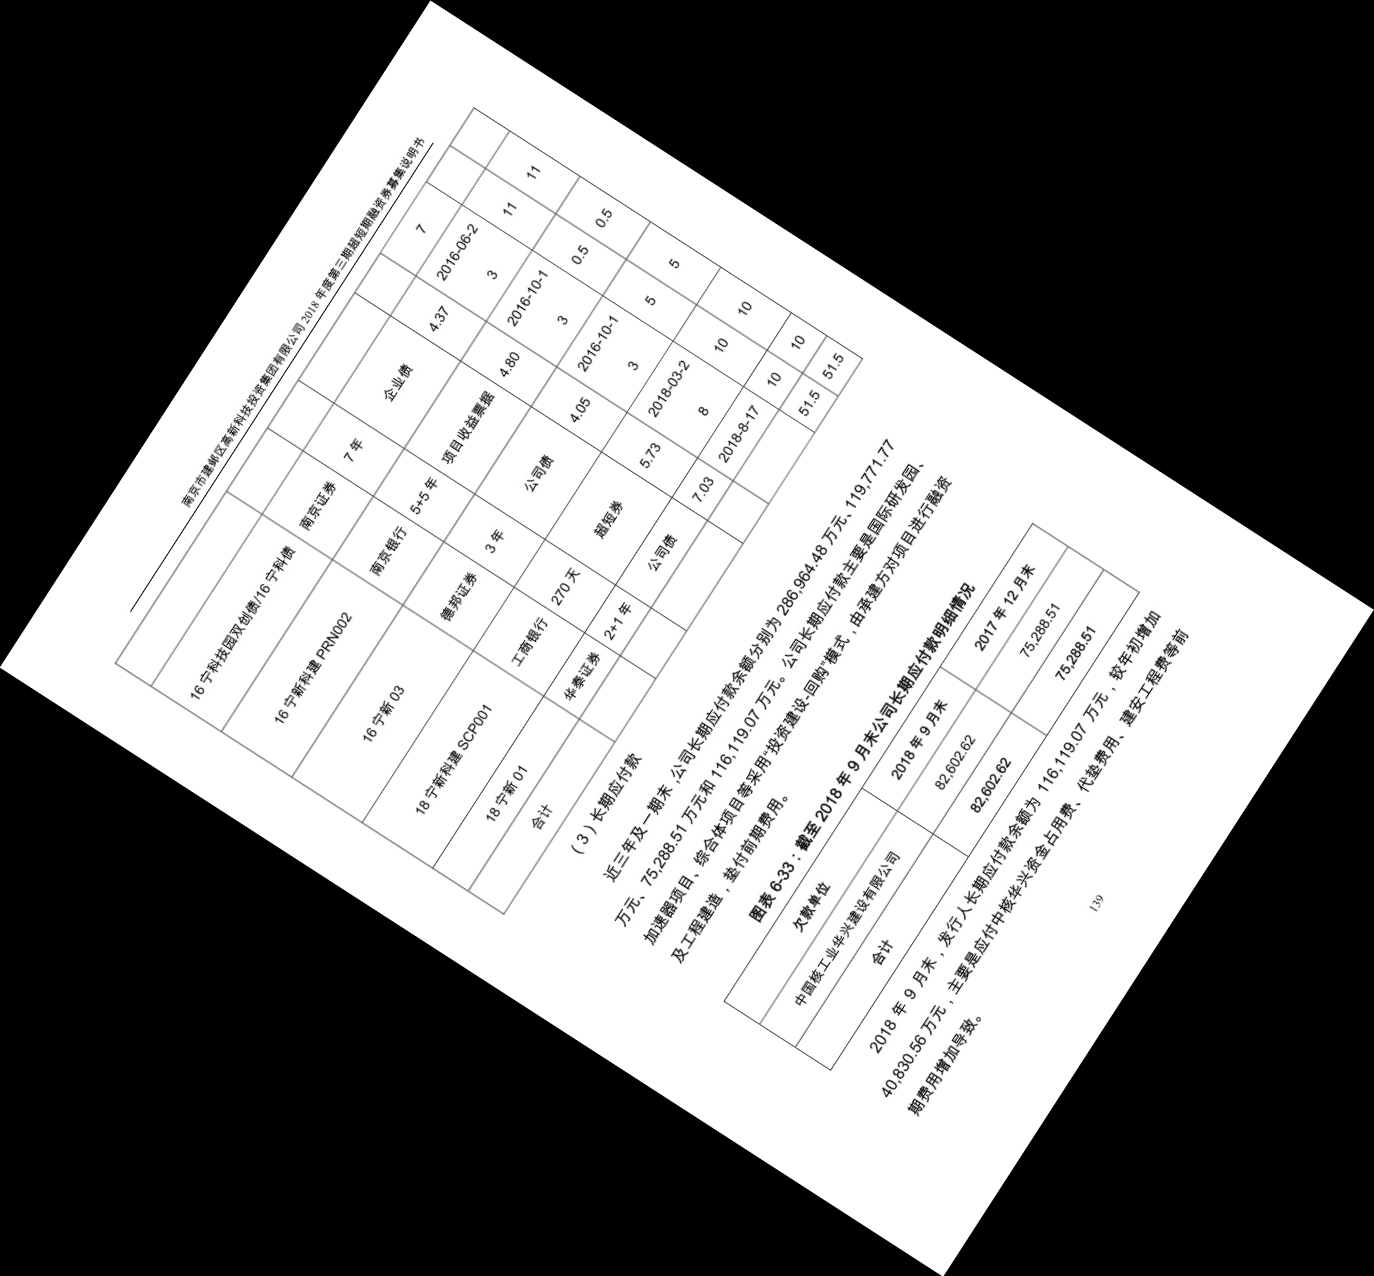 南京市建邺区高新科技投资集团有限公司 2018 年度第三期超短期融资券募集说明书
7
16 宁科技园双创债/16 宁科债 南京证券 7 年 企业债 4.37 2016-06-2
3 11 11
16 宁新科建 PRN002 南京银行 5+5 年 项目收益票据 4.80 2016-10-1
3 0.5 0.5
16 宁新 03 德邦证券 3 年 公司债 4.05 2016-10-1
3 5 5
18 宁新科建 SCP001 工商银行 270 天 超短券 5.73 2018-03-2
8 10 10
18 宁新 01 华泰证券 2+1 年 公司债 7.03 2018-8-17 10 10
合计 51.5 51.5
（3）长期应付款
近三年及一期末,公司长期应付款余额分别为 286,964.48 万元、119,771.77
万元、75,288.51 万元和 116,119.07 万元。公司长期应付款主要是国际研发园、
加速器项目、综合体项目等采用“投资建设-回购”模式，由承建方对项目进行融资
及工程建造，垫付前期费用。
图表 6-33：截至 2018 年 9 月末公司长期应付款明细情况
欠款单位 2018 年 9 月末 2017 年 12 月末
中国核工业华兴建设有限公司 82,602.62 75,288.51
合计 82,602.62 75,288.51
2018 年 9 月末，发行人长期应付款余额为 116,119.07 万元，较年初增加
40,830.56 万元，主要是应付中核华兴资金占用费、代垫费用、建安工程费等前
期费用增加导致。
139